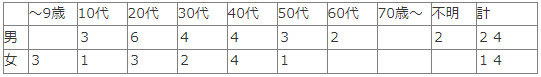 ～9歳 10代 20代 30代 40代 50代 60代 70歳～ 不明 計
男 3 6 4 4 3 2 2 ２４
女 3 1 3 2 4 1 １４